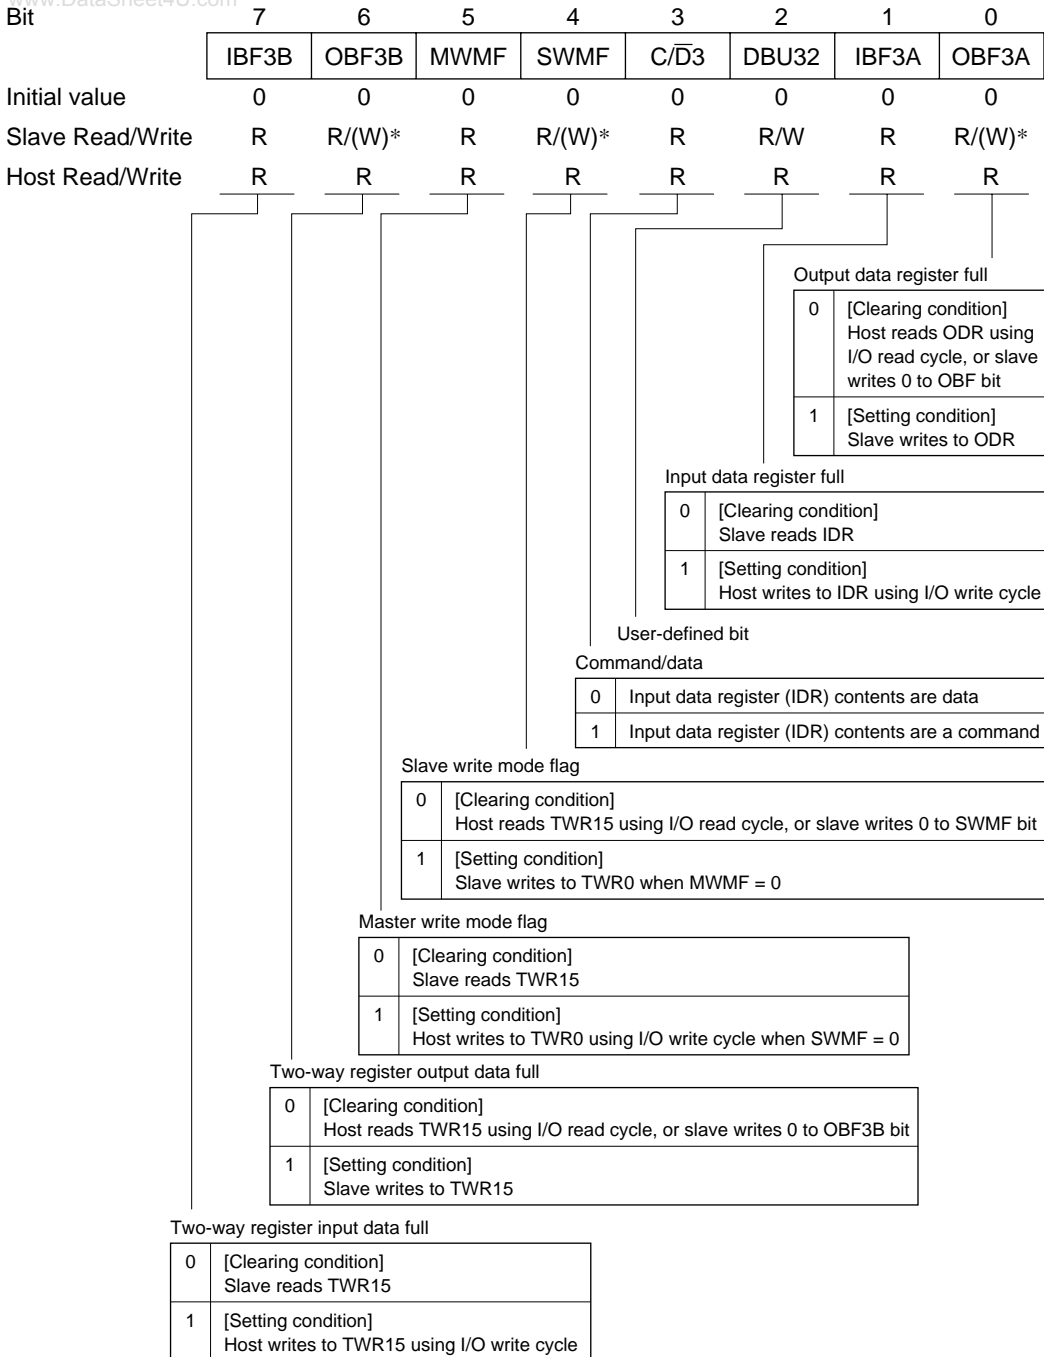 www.DataSheet4U.com
Bit 7 6 5 4 3 2 1 0
IBF3B OBF3B MWMF SWMF C/D̅3 DBU32 IBF3A OBF3A
Initial value 0 0 0 0 0 0 0 0
Slave Read/Write R R/(W)* R R/(W)* R R/W R R/(W)*
Host Read/Write R R R R R R R R
Output data register full
0 [Clearing condition]
Host reads ODR using
I/O read cycle, or slave
writes 0 to OBF bit
1 [Setting condition]
Slave writes to ODR
Input data register full
0 [Clearing condition]
Slave reads IDR
1 [Setting condition]
Host writes to IDR using I/O write cycle
User-defined bit
Command/data
0 Input data register (IDR) contents are data
1 Input data register (IDR) contents are a command
Slave write mode flag
0 [Clearing condition]
Host reads TWR15 using I/O read cycle, or slave writes 0 to SWMF bit
1 [Setting condition]
Slave writes to TWR0 when MWMF = 0
Master write mode flag
0 [Clearing condition]
Slave reads TWR15
1 [Setting condition]
Host writes to TWR0 using I/O write cycle when SWMF = 0
Two-way register output data full
0 [Clearing condition]
Host reads TWR15 using I/O read cycle, or slave writes 0 to OBF3B bit
1 [Setting condition]
Slave writes to TWR15
Two-way register input data full
0 [Clearing condition]
Slave reads TWR15
1 [Setting condition]
Host writes to TWR15 using I/O write cycle